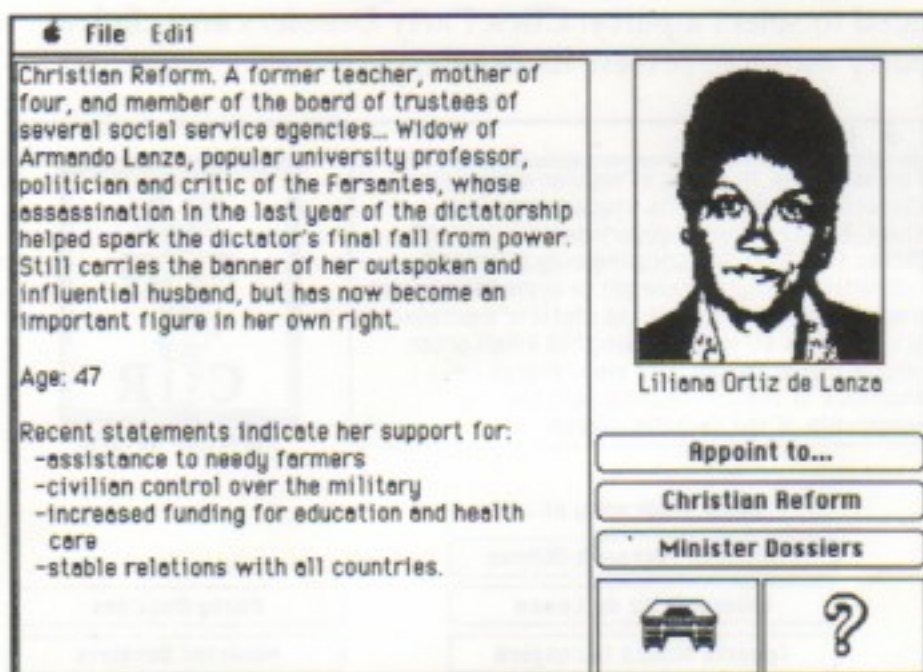 File Edit
Christian Reform. A former teacher, mother of
four, and member of the board of trustees of
several social service agencies... Widow of
Armando Lanza, popular university professor,
politician and critic of the Farsantes, whose
assassination in the last year of the dictatorship
helped spark the dictator's final fall from power.
Still carries the banner of her outspoken and
influential husband, but has now become an
important figure in her own right.
Age: 47
Recent statements indicate her support for:
-assistance to needy farmers
-civilian control over the military
-increased funding for education and health
care
-stable relations with all countries.
Liliana Ortiz de Lanza
Appoint to...
Christian Reform
Minister Dossiers
?